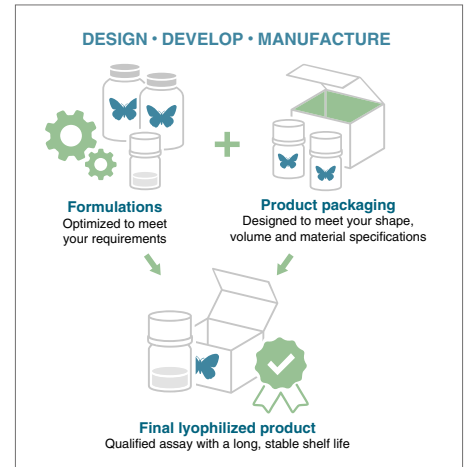 DESIGN • DEVELOP • MANUFACTURE
Formulations
Optimized to meet
your requirements
Product packaging
Designed to meet your shape,
volume and material specifications
Final lyophilized product
Qualified assay with a long, stable shelf life